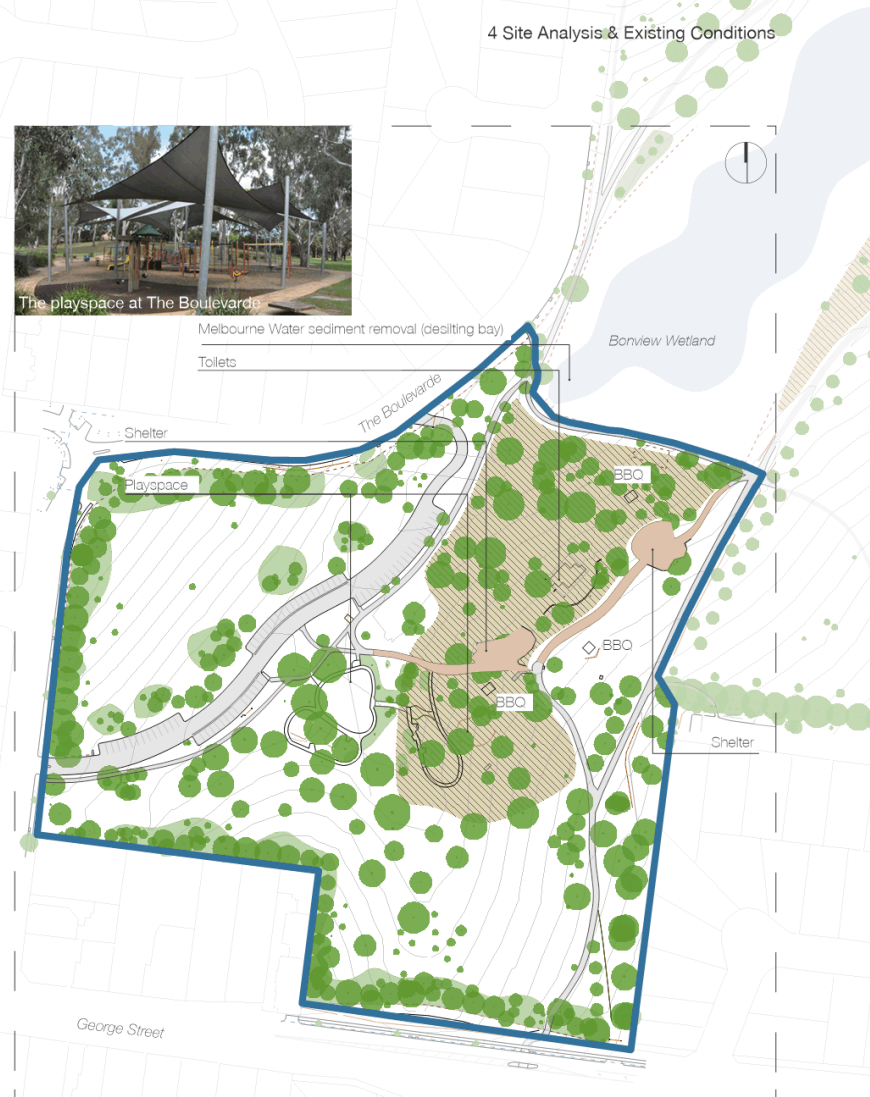 4 Site Analysis & Existing Conditions
The playspace at The Boulevarde
Melbourne Water sediment removal (desilting bay)
Bonview Wetland
Toilets
The Boulevarde
Shelter
BBQ
Playspace
BBQ
BBQ
Shelter
George Street